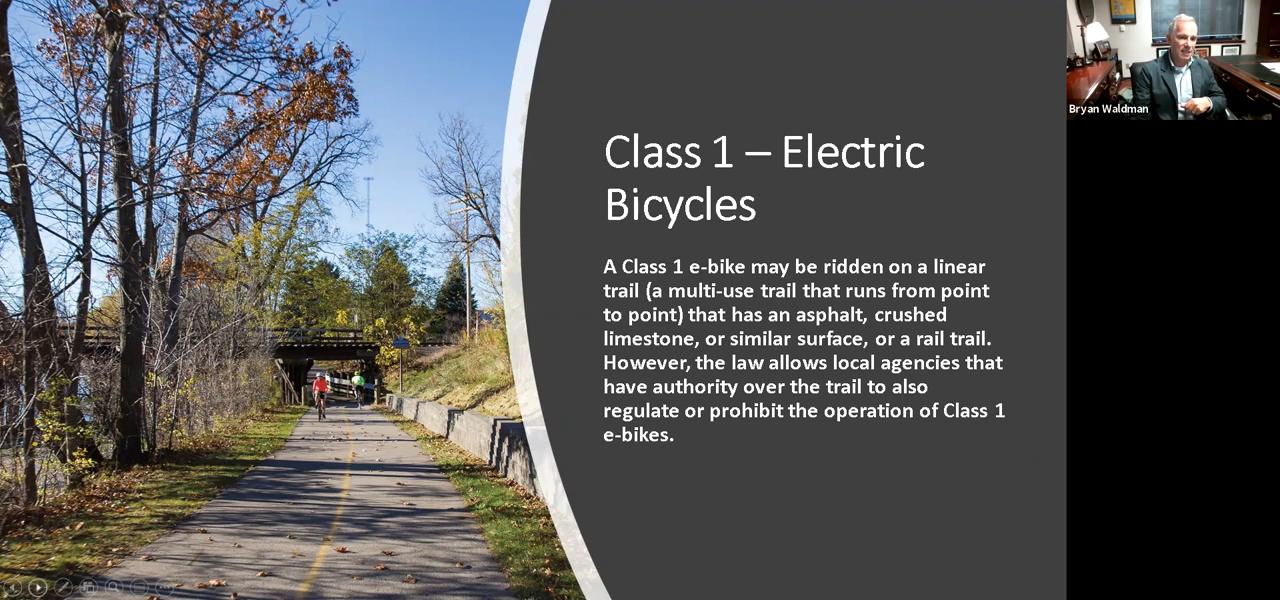 Class 1 – Electric
Bicycles
A Class 1 e-bike may be ridden on a linear
trail (a multi-use trail that runs from point
to point) that has an asphalt, crushed
limestone, or similar surface, or a rail trail.
However, the law allows local agencies that
have authority over the trail to also
regulate or prohibit the operation of Class 1
e-bikes.
Bryan Waldman